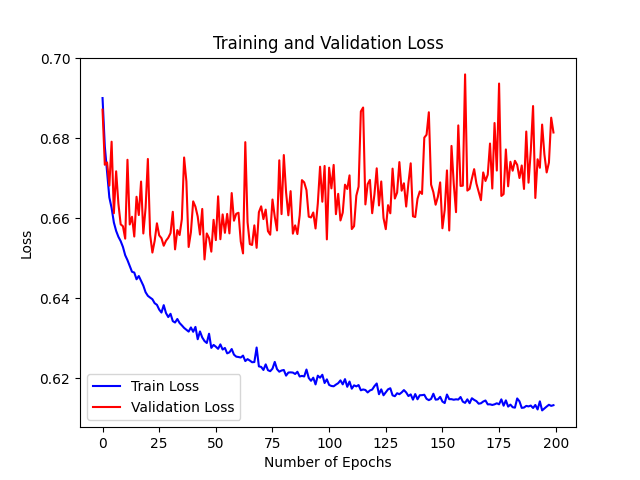 Training and Validation Loss
0.70
0.68
0.66
0.64
0.62
Loss
Train Loss
Validation Loss
0 25 50 75 100 125 150 175 200
Number of Epochs